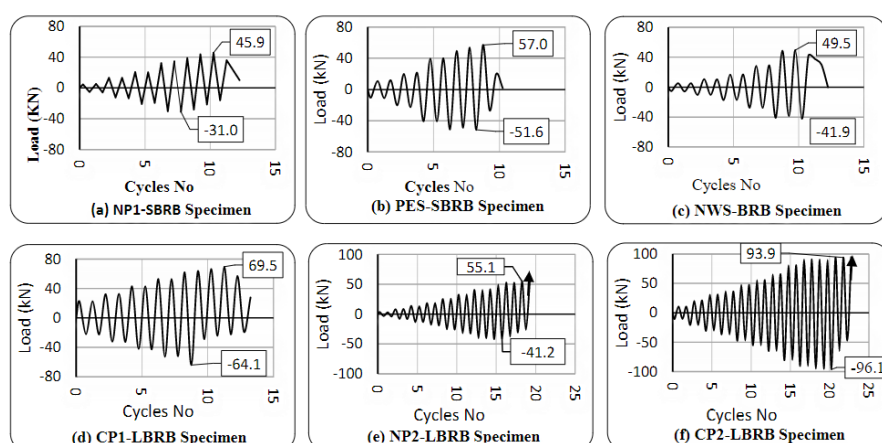 80
40
0
-40
-80
Load (KN)
45.9
-31.0
0 5 10 15
Cycles No
(a) NP1-SBRB Specimen
80
40
0
-40
-80
Load (kN)
57.0
-51.6
0 5 10 15
Cycles No
(b) PES-SBRB Specimen
80
40
0
-40
-80
Load (kN)
49.5
-41.9
0 5 10 15
Cycles No
(c) NWS-BRB Specimen
80
40
0
-40
-80
Load (kN)
69.5
-64.1
0 5 10 15
Cycles No
(d) CP1-LBRB Specimen
100
50
0
-50
-100
Load (kN)
55.1
-41.2
0 5 10 15 20 25
Cycles No
(e) NP2-LBRB Specimen
100
50
0
-50
-100
Load (kN)
93.9
-96.1
0 5 10 15 20 25
Cycles No
(f) CP2-LBRB Specimen